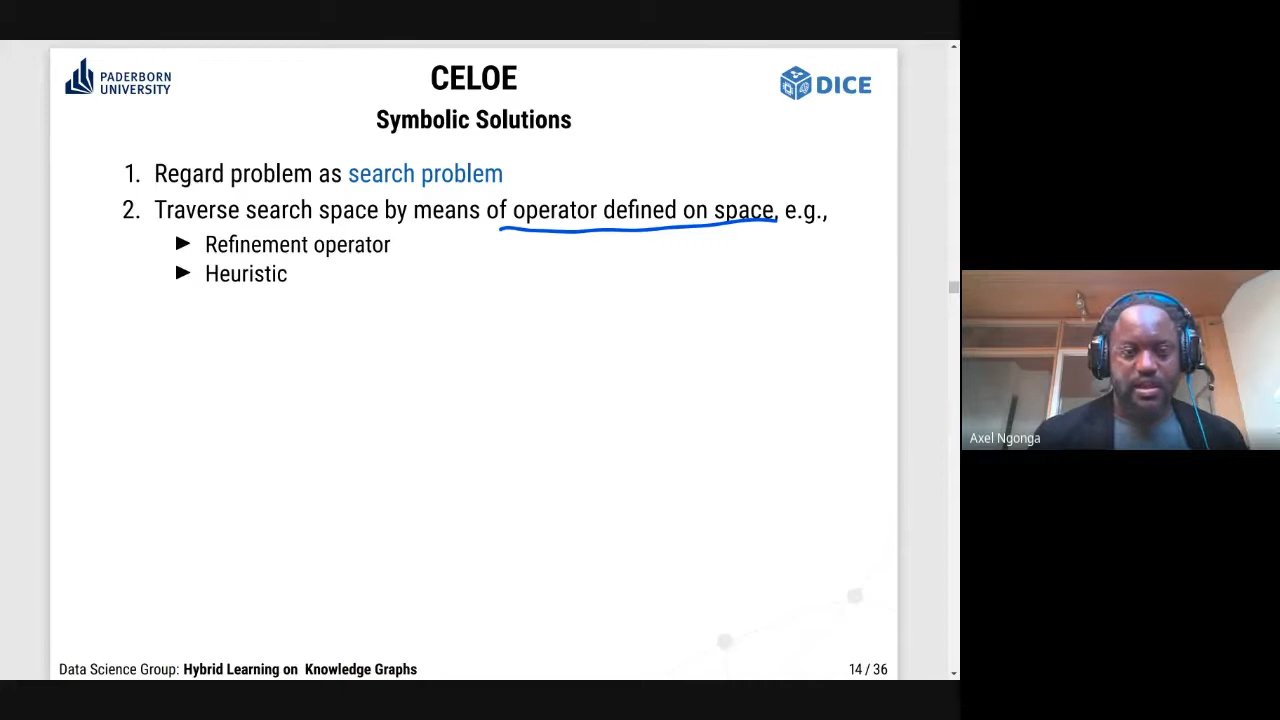 PADERBORN
UNIVERSITY
CELOE
DICE
Symbolic Solutions
1. Regard problem as search problem
2. Traverse search space by means of operator defined on space, e.g.,
► Refinement operator
► Heuristic
Axel Ngonga
Data Science Group: Hybrid Learning on Knowledge Graphs
14 / 36